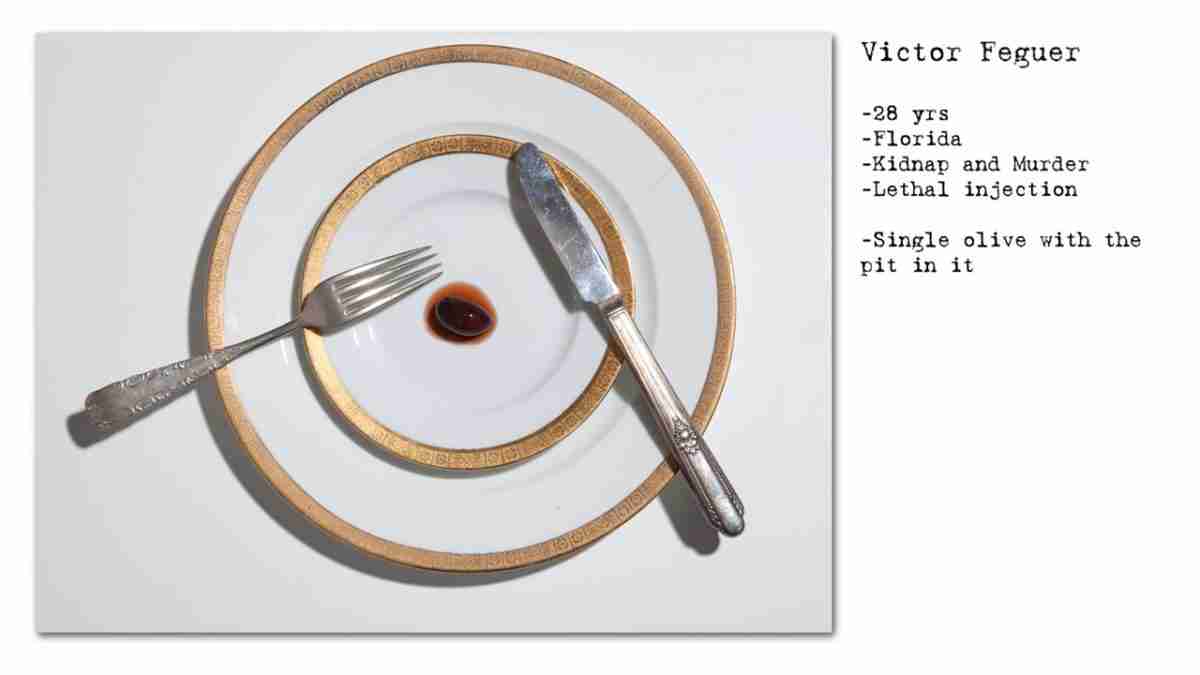 Victor Feguer
-28 yrs
-Florida
-Kidnap and Murder
-Lethal injection
-Single olive with the
pit in it